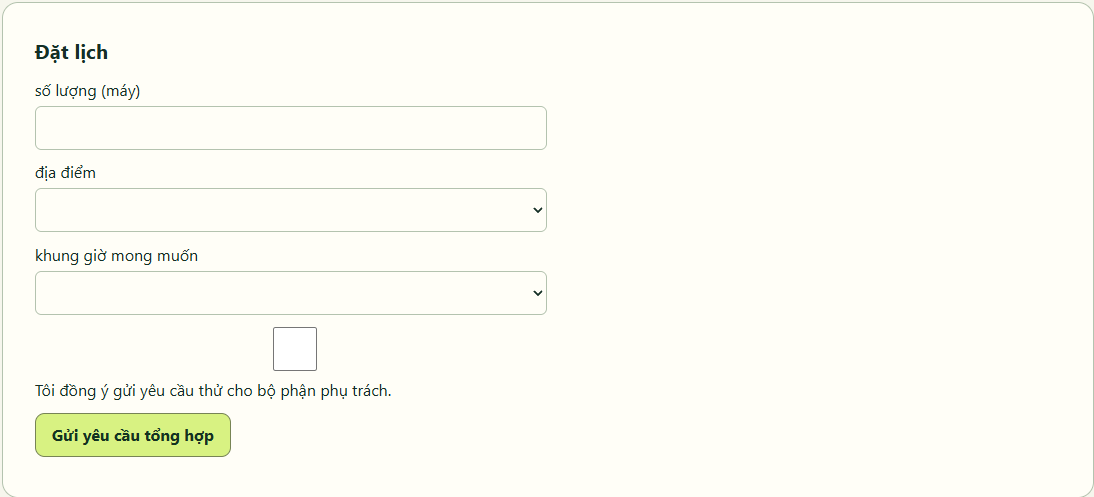 Đặt lịch
số lượng (máy)
địa điểm
khung giờ mong muốn
Tôi đồng ý gửi yêu cầu thử cho bộ phận phụ trách.
Gửi yêu cầu tổng hợp